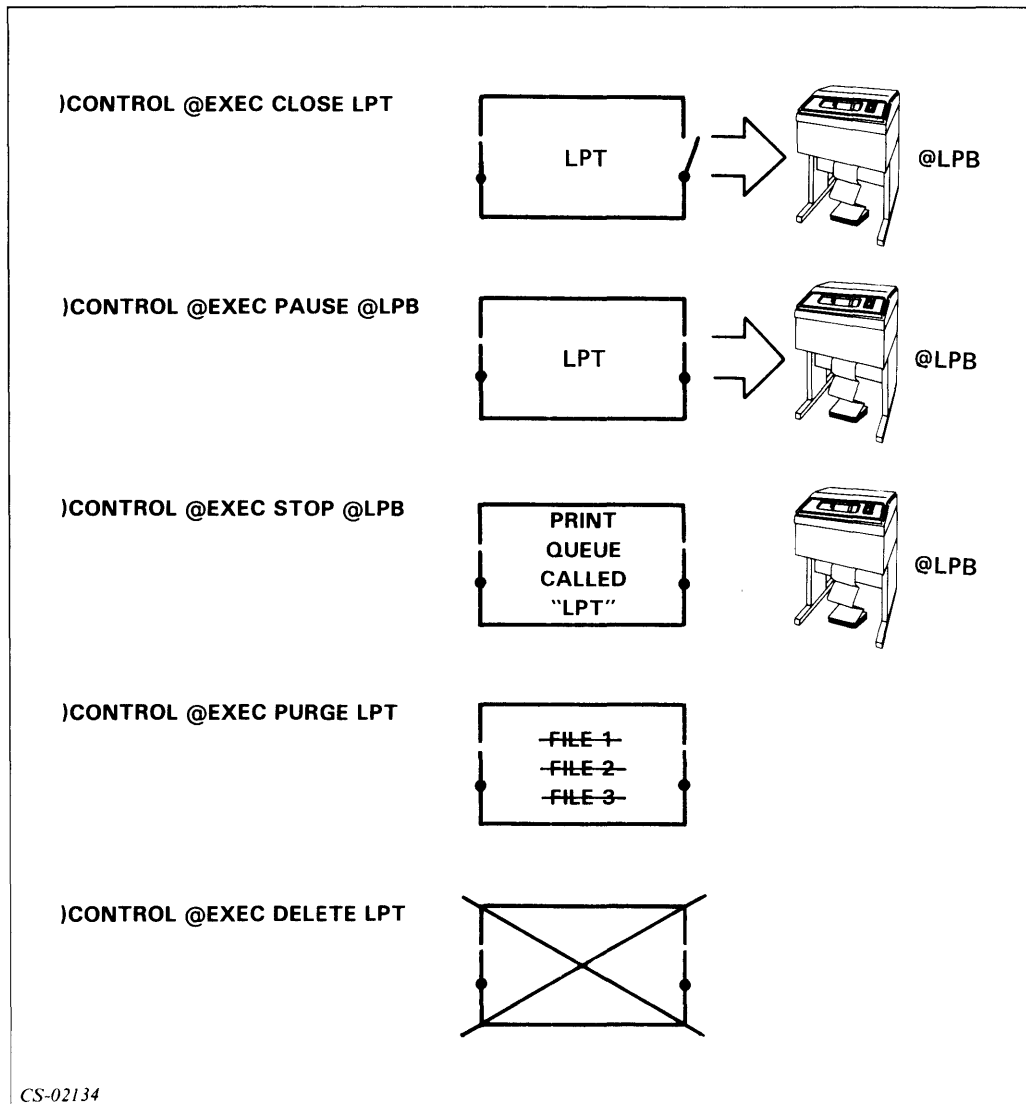 )CONTROL @EXEC CLOSE LPT
LPT
@LPB
)CONTROL @EXEC PAUSE @LPB
LPT
@LPB
)CONTROL @EXEC STOP @LPB
PRINT
QUEUE
CALLED
"LPT"
@LPB
)CONTROL @EXEC PURGE LPT
FILE 1
FILE 2
FILE 3
)CONTROL @EXEC DELETE LPT
CS-02134